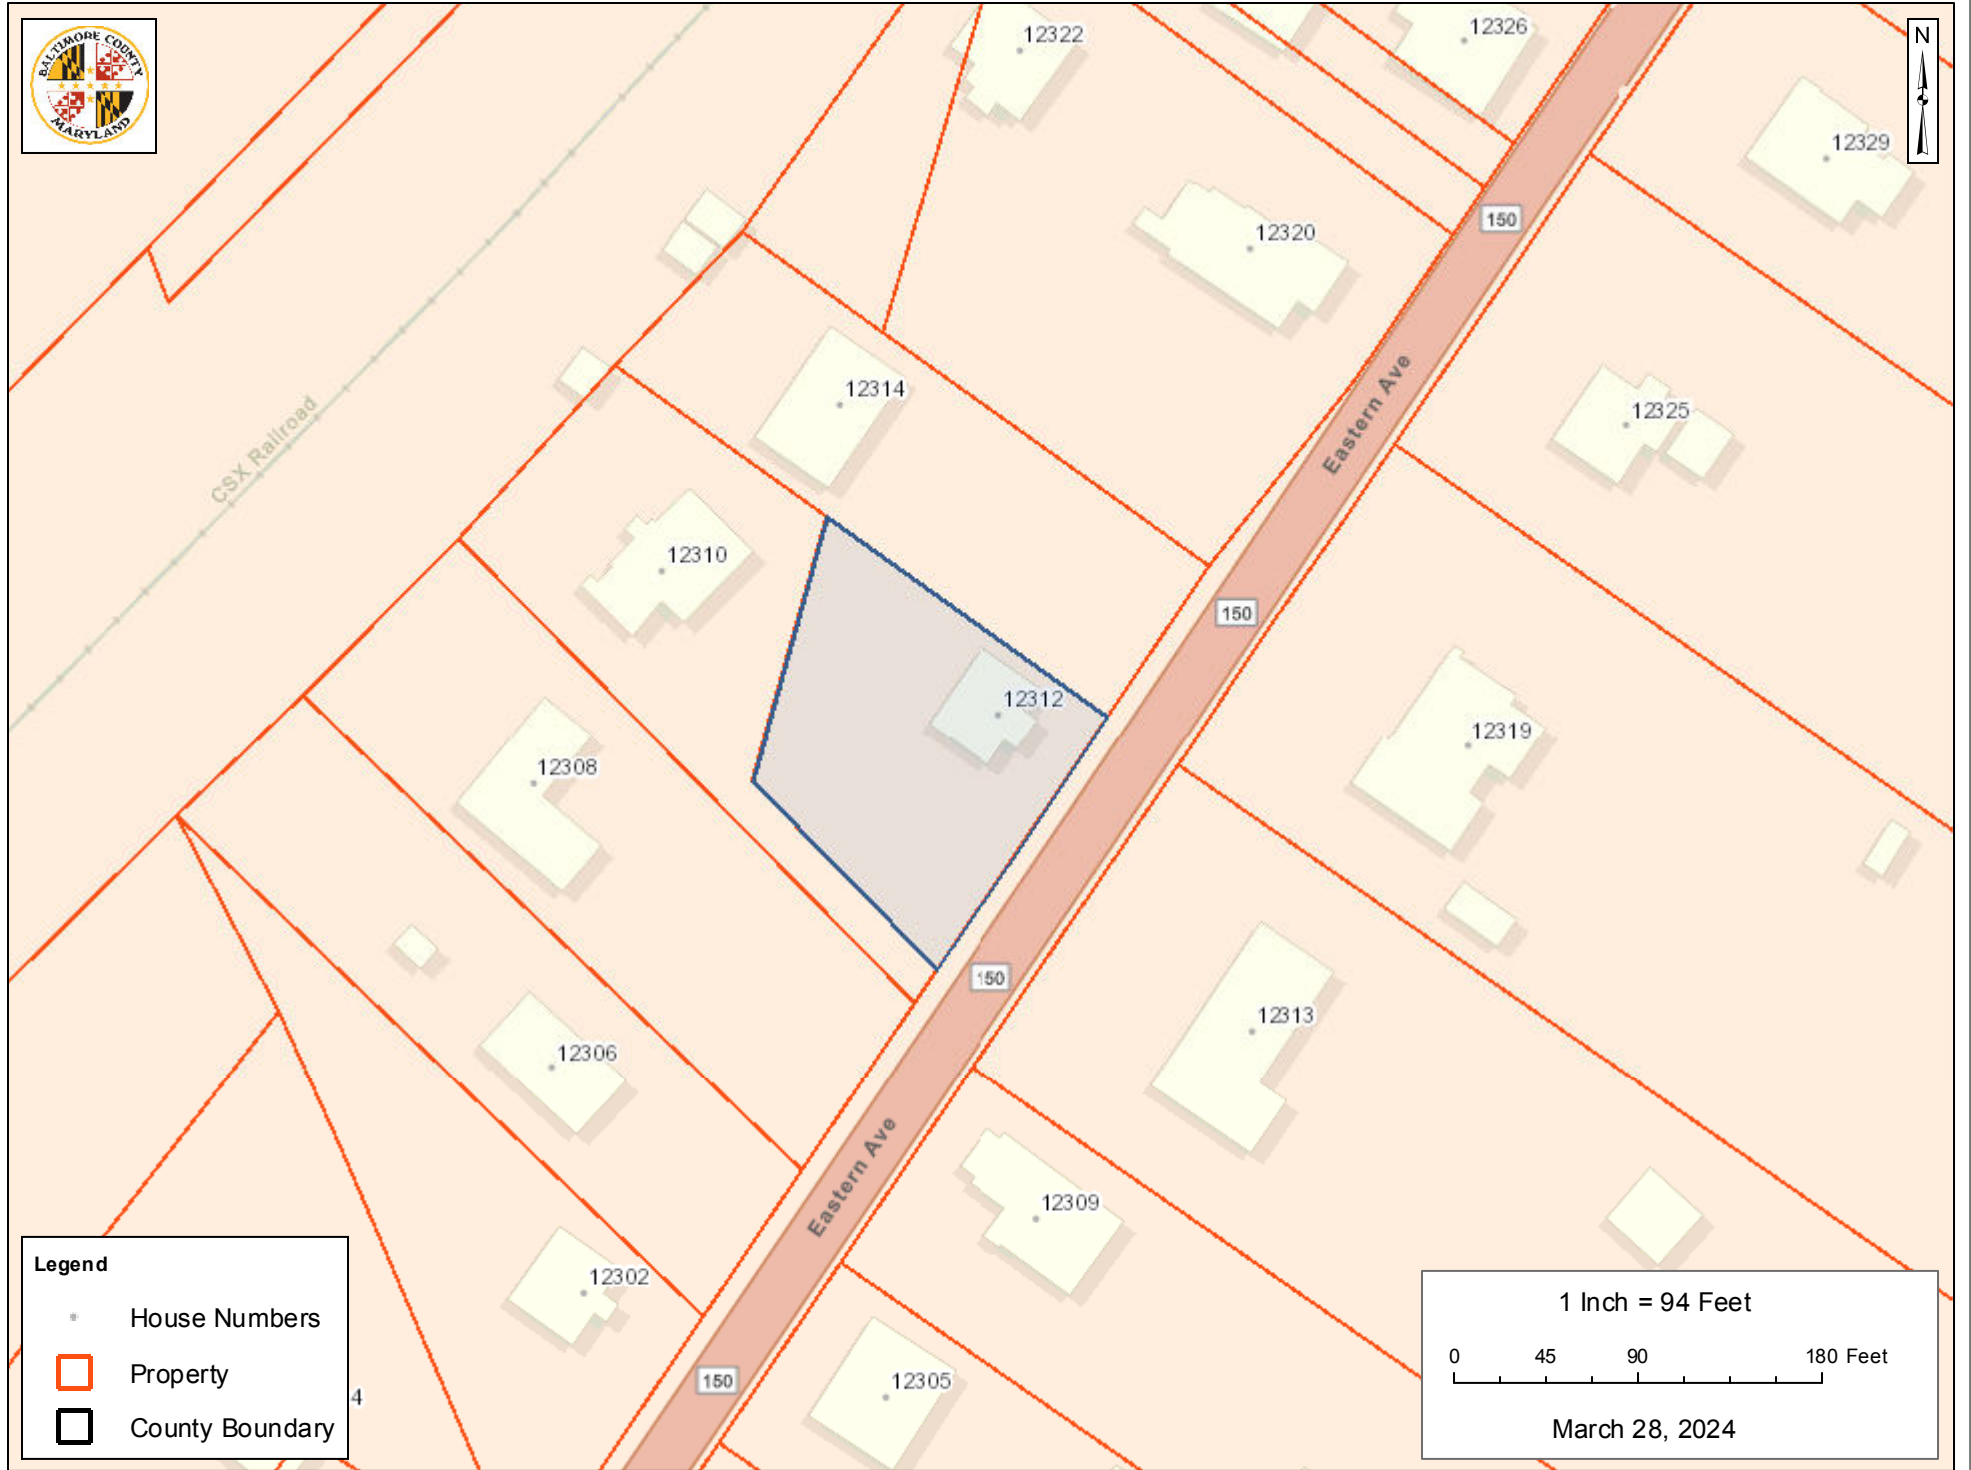 BALTIMORE COUNTY
MARYLAND
N
12322
12326
12329
150
12320
Eastern Ave
12314
12325
CSX Railroad
12310
150
12312
12319
12308
150
12313
12306
Eastern Ave
12309
12302
12305
150
4
Legend
House Numbers
Property
County Boundary
1 Inch = 94 Feet
0 45 90 180 Feet
March 28, 2024